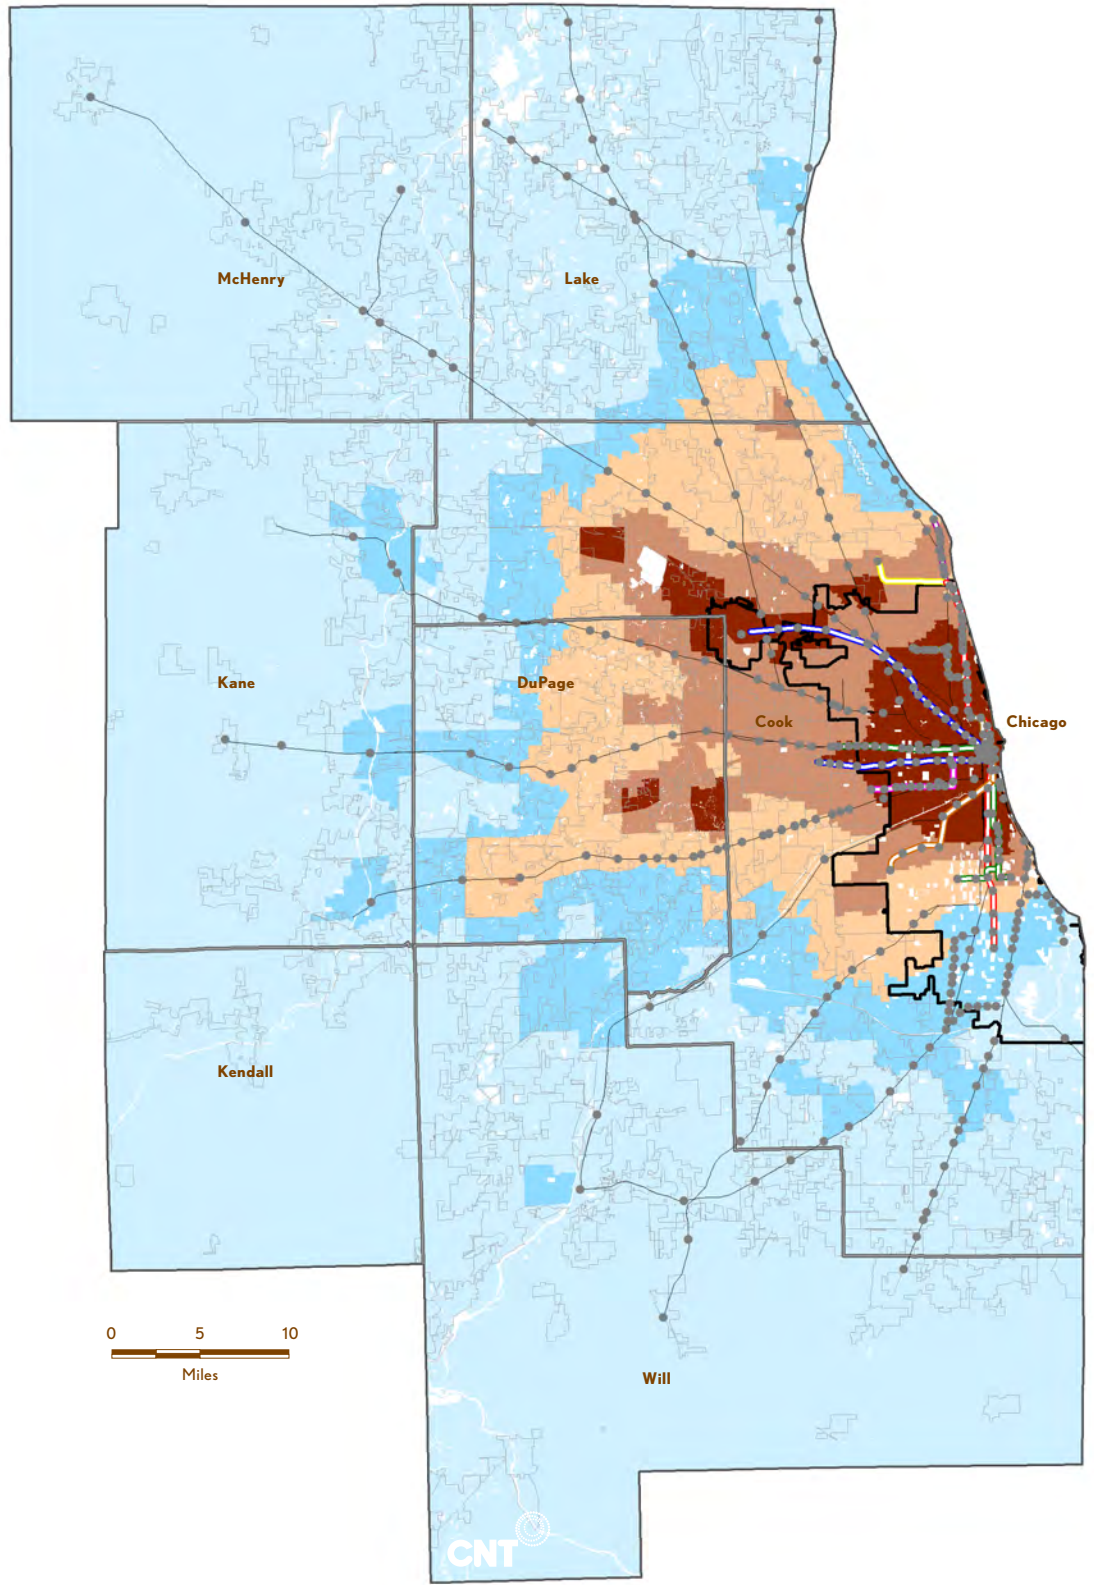 McHenry
Lake
Kane
DuPage
Cook
Chicago
Kendall
0 5 10
Miles
Will
CNT